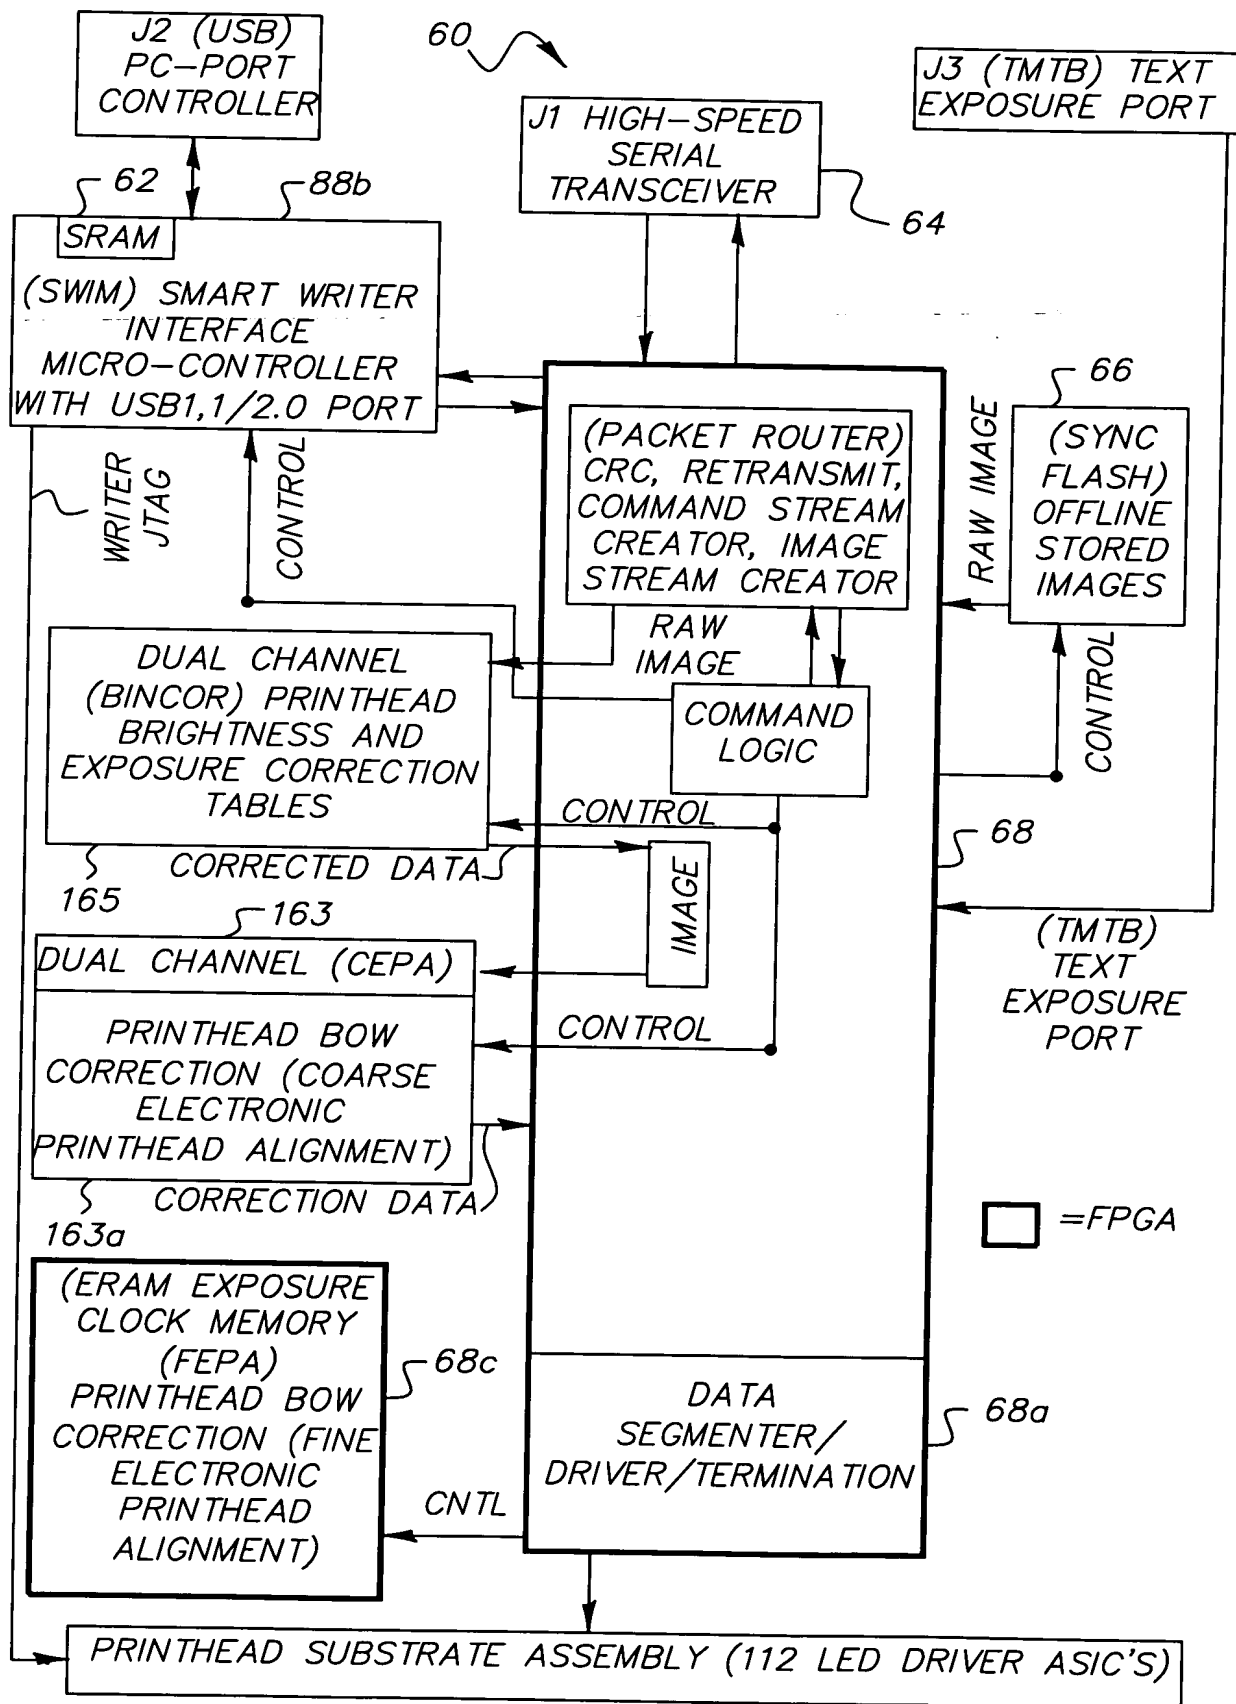 J2 (USB)
PC-PORT
CONTROLLER
60
J1 HIGH-SPEED
SERIAL
TRANSCEIVER
64
J3 (TMTB) TEXT
EXPOSURE PORT
62
88b
SRAM
(SWIM) SMART WRITER
INTERFACE
MICRO-CONTROLLER
WITH USB1,1/2.0 PORT
WRITER
JTAG
CONTROL
(PACKET ROUTER)
CRC, RETRANSMIT,
COMMAND STREAM
CREATOR, IMAGE
STREAM CREATOR
RAW
IMAGE
COMMAND
LOGIC
RAW IMAGE
66
(SYNC
FLASH)
OFFLINE
STORED
IMAGES
CONTROL
DUAL CHANNEL
(BINCOR) PRINTHEAD
BRIGHTNESS AND
EXPOSURE CORRECTION
TABLES
CONTROL
CORRECTED DATA
165
IMAGE
68
163
DUAL CHANNEL (CEPA)
PRINTHEAD BOW
CORRECTION (COARSE
ELECTRONIC
PRINTHEAD ALIGNMENT)
CONTROL
CORRECTION DATA
163a
(TMTB)
TEXT
EXPOSURE
PORT
=FPGA
(ERAM EXPOSURE
CLOCK MEMORY
(FEPA)
PRINTHEAD BOW
CORRECTION (FINE
ELECTRONIC
PRINTHEAD
ALIGNMENT)
68c
CNTL
DATA
SEGMENTER/
DRIVER/TERMINATION
68a
PRINTHEAD SUBSTRATE ASSEMBLY (112 LED DRIVER ASIC'S)